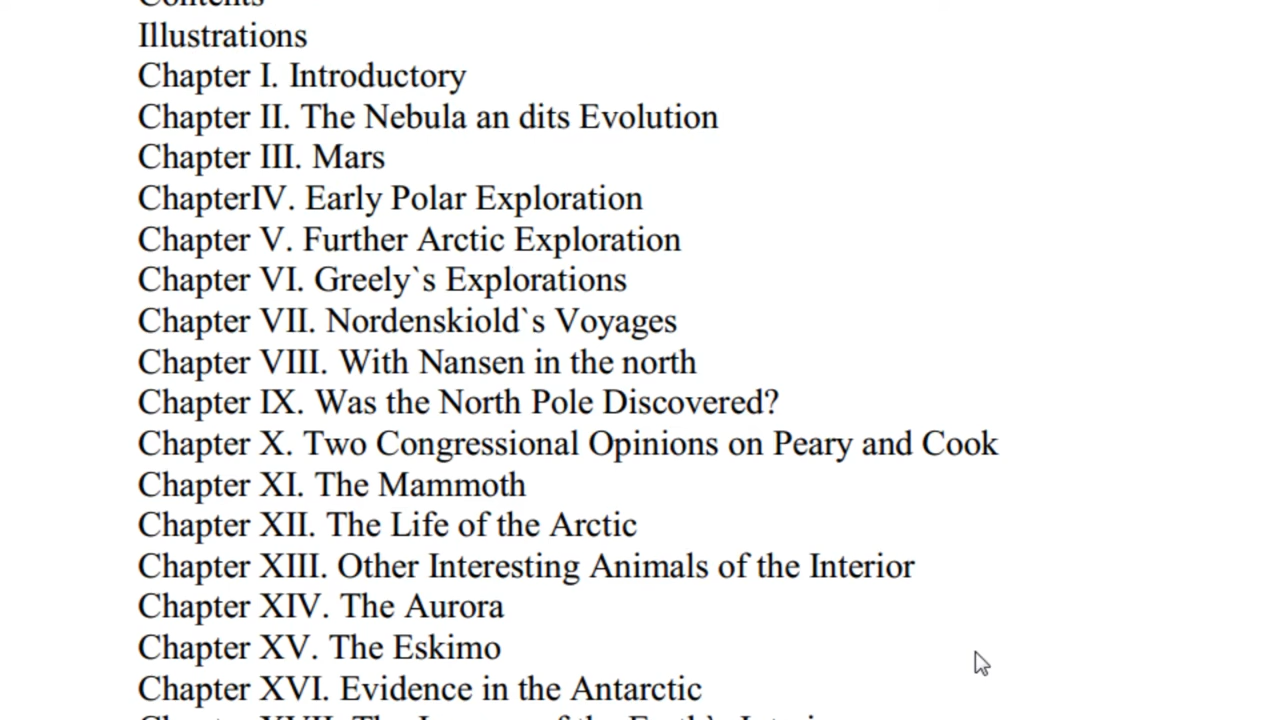 Contents
Illustrations
Chapter I. Introductory
Chapter II. The Nebula an dits Evolution
Chapter III. Mars
ChapterIV. Early Polar Exploration
Chapter V. Further Arctic Exploration
Chapter VI. Greely`s Explorations
Chapter VII. Nordenskiold`s Voyages
Chapter VIII. With Nansen in the north
Chapter IX. Was the North Pole Discovered?
Chapter X. Two Congressional Opinions on Peary and Cook
Chapter XI. The Mammoth
Chapter XII. The Life of the Arctic
Chapter XIII. Other Interesting Animals of the Interior
Chapter XIV. The Aurora
Chapter XV. The Eskimo
Chapter XVI. Evidence in the Antarctic
Chapter XVII. The